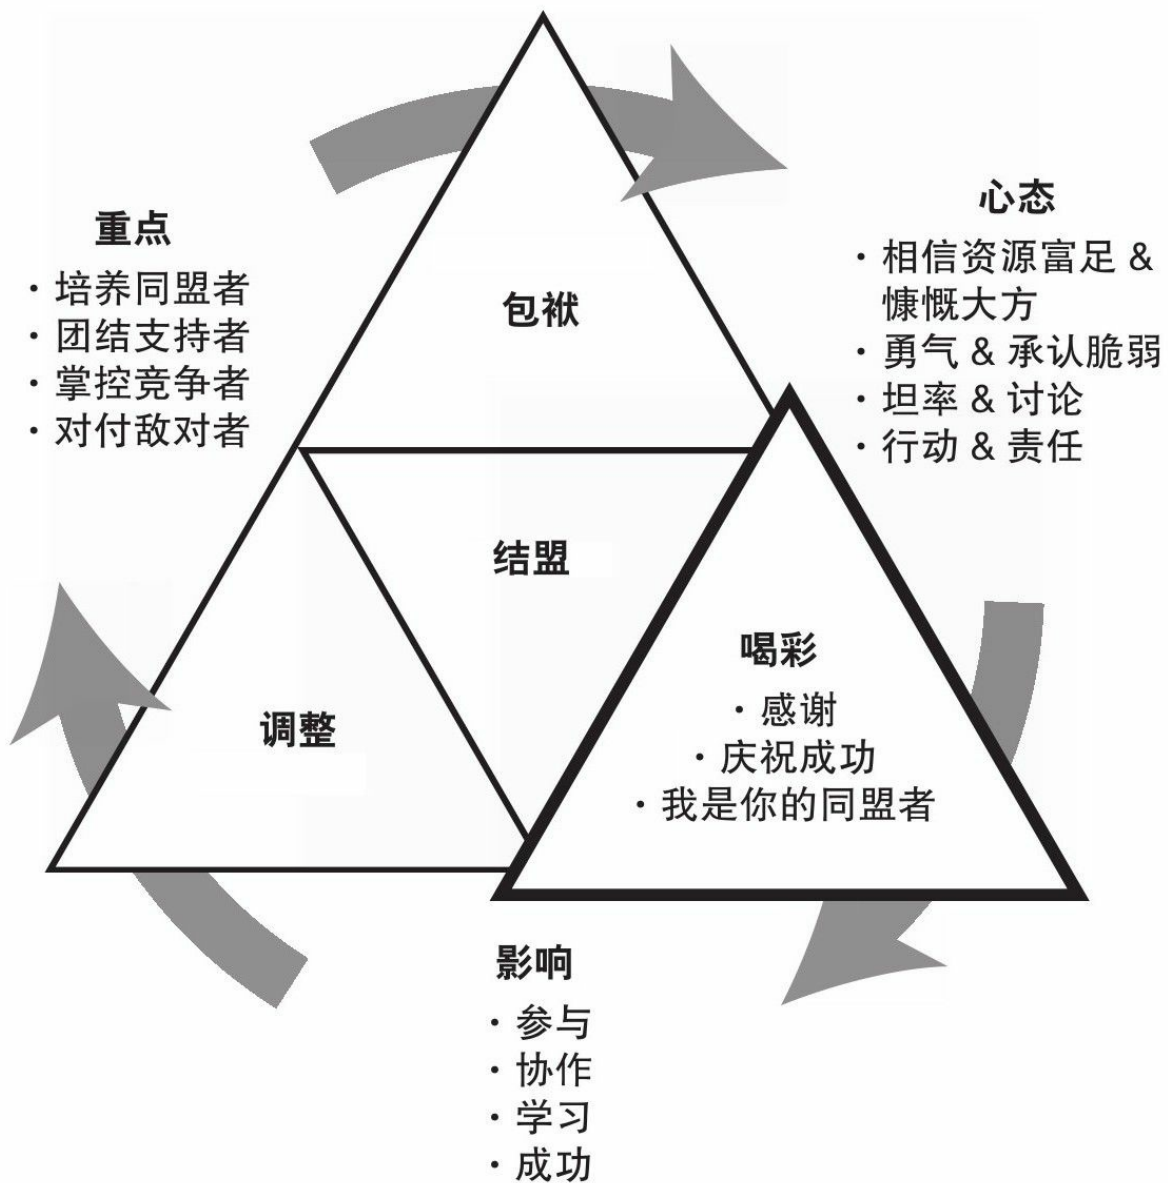 重点
· 培养同盟者
· 团结支持者
· 掌控竞争者
· 对付敌对者
心态
· 相信资源富足 &
慷慨大方
· 勇气 & 承认脆弱
· 坦率 & 讨论
· 行动 & 责任
包袱
结盟
调整
喝彩
· 感谢
· 庆祝成功
· 我是你的同盟者
影响
· 参与
· 协作
· 学习
· 成功